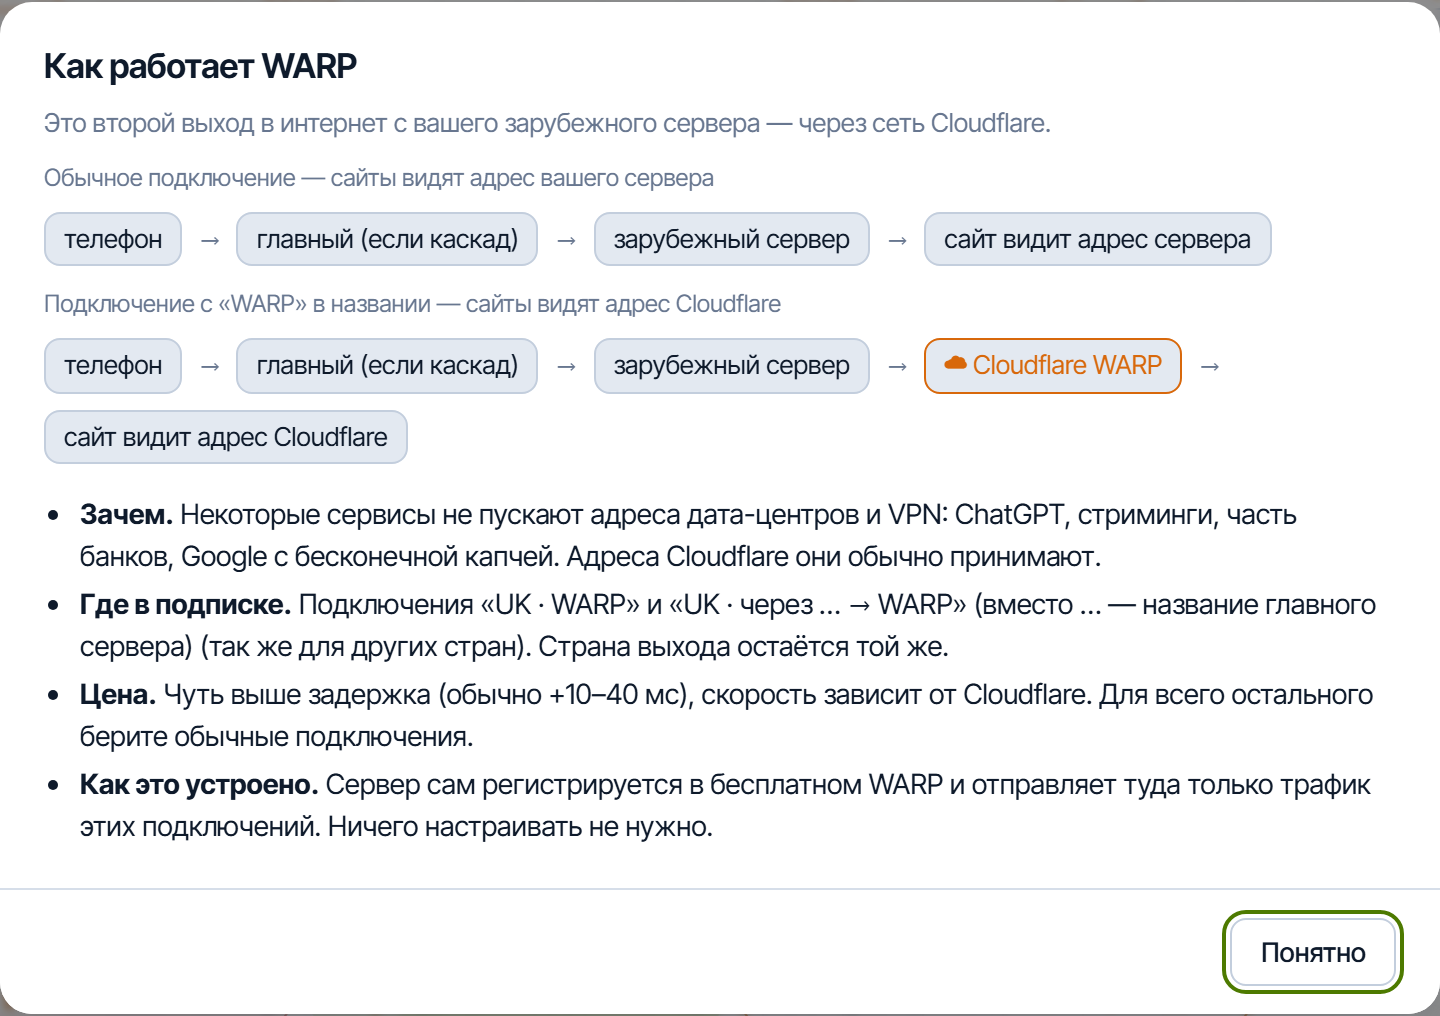 Как работает WARP
Это второй выход в интернет с вашего зарубежного сервера — через сеть Cloudflare.
Обычное подключение — сайты видят адрес вашего сервера
телефон → главный (если каскад) → зарубежный сервер → сайт видит адрес сервера
Подключение с «WARP» в названии — сайты видят адрес Cloudflare
телефон → главный (если каскад) → зарубежный сервер → Cloudflare WARP →
сайт видит адрес Cloudflare
• Зачем. Некоторые сервисы не пускают адреса дата-центров и VPN: ChatGPT, стриминги, часть
банков, Google с бесконечной капчей. Адреса Cloudflare они обычно принимают.
• Где в подписке. Подключения «UK · WARP» и «UK · через … → WARP» (вместо … — название главного
сервера) (так же для других стран). Страна выхода остаётся той же.
• Цена. Чуть выше задержка (обычно +10–40 мс), скорость зависит от Cloudflare. Для всего остального
берите обычные подключения.
• Как это устроено. Сервер сам регистрируется в бесплатном WARP и отправляет туда только трафик
этих подключений. Ничего настраивать не нужно.
Понятно